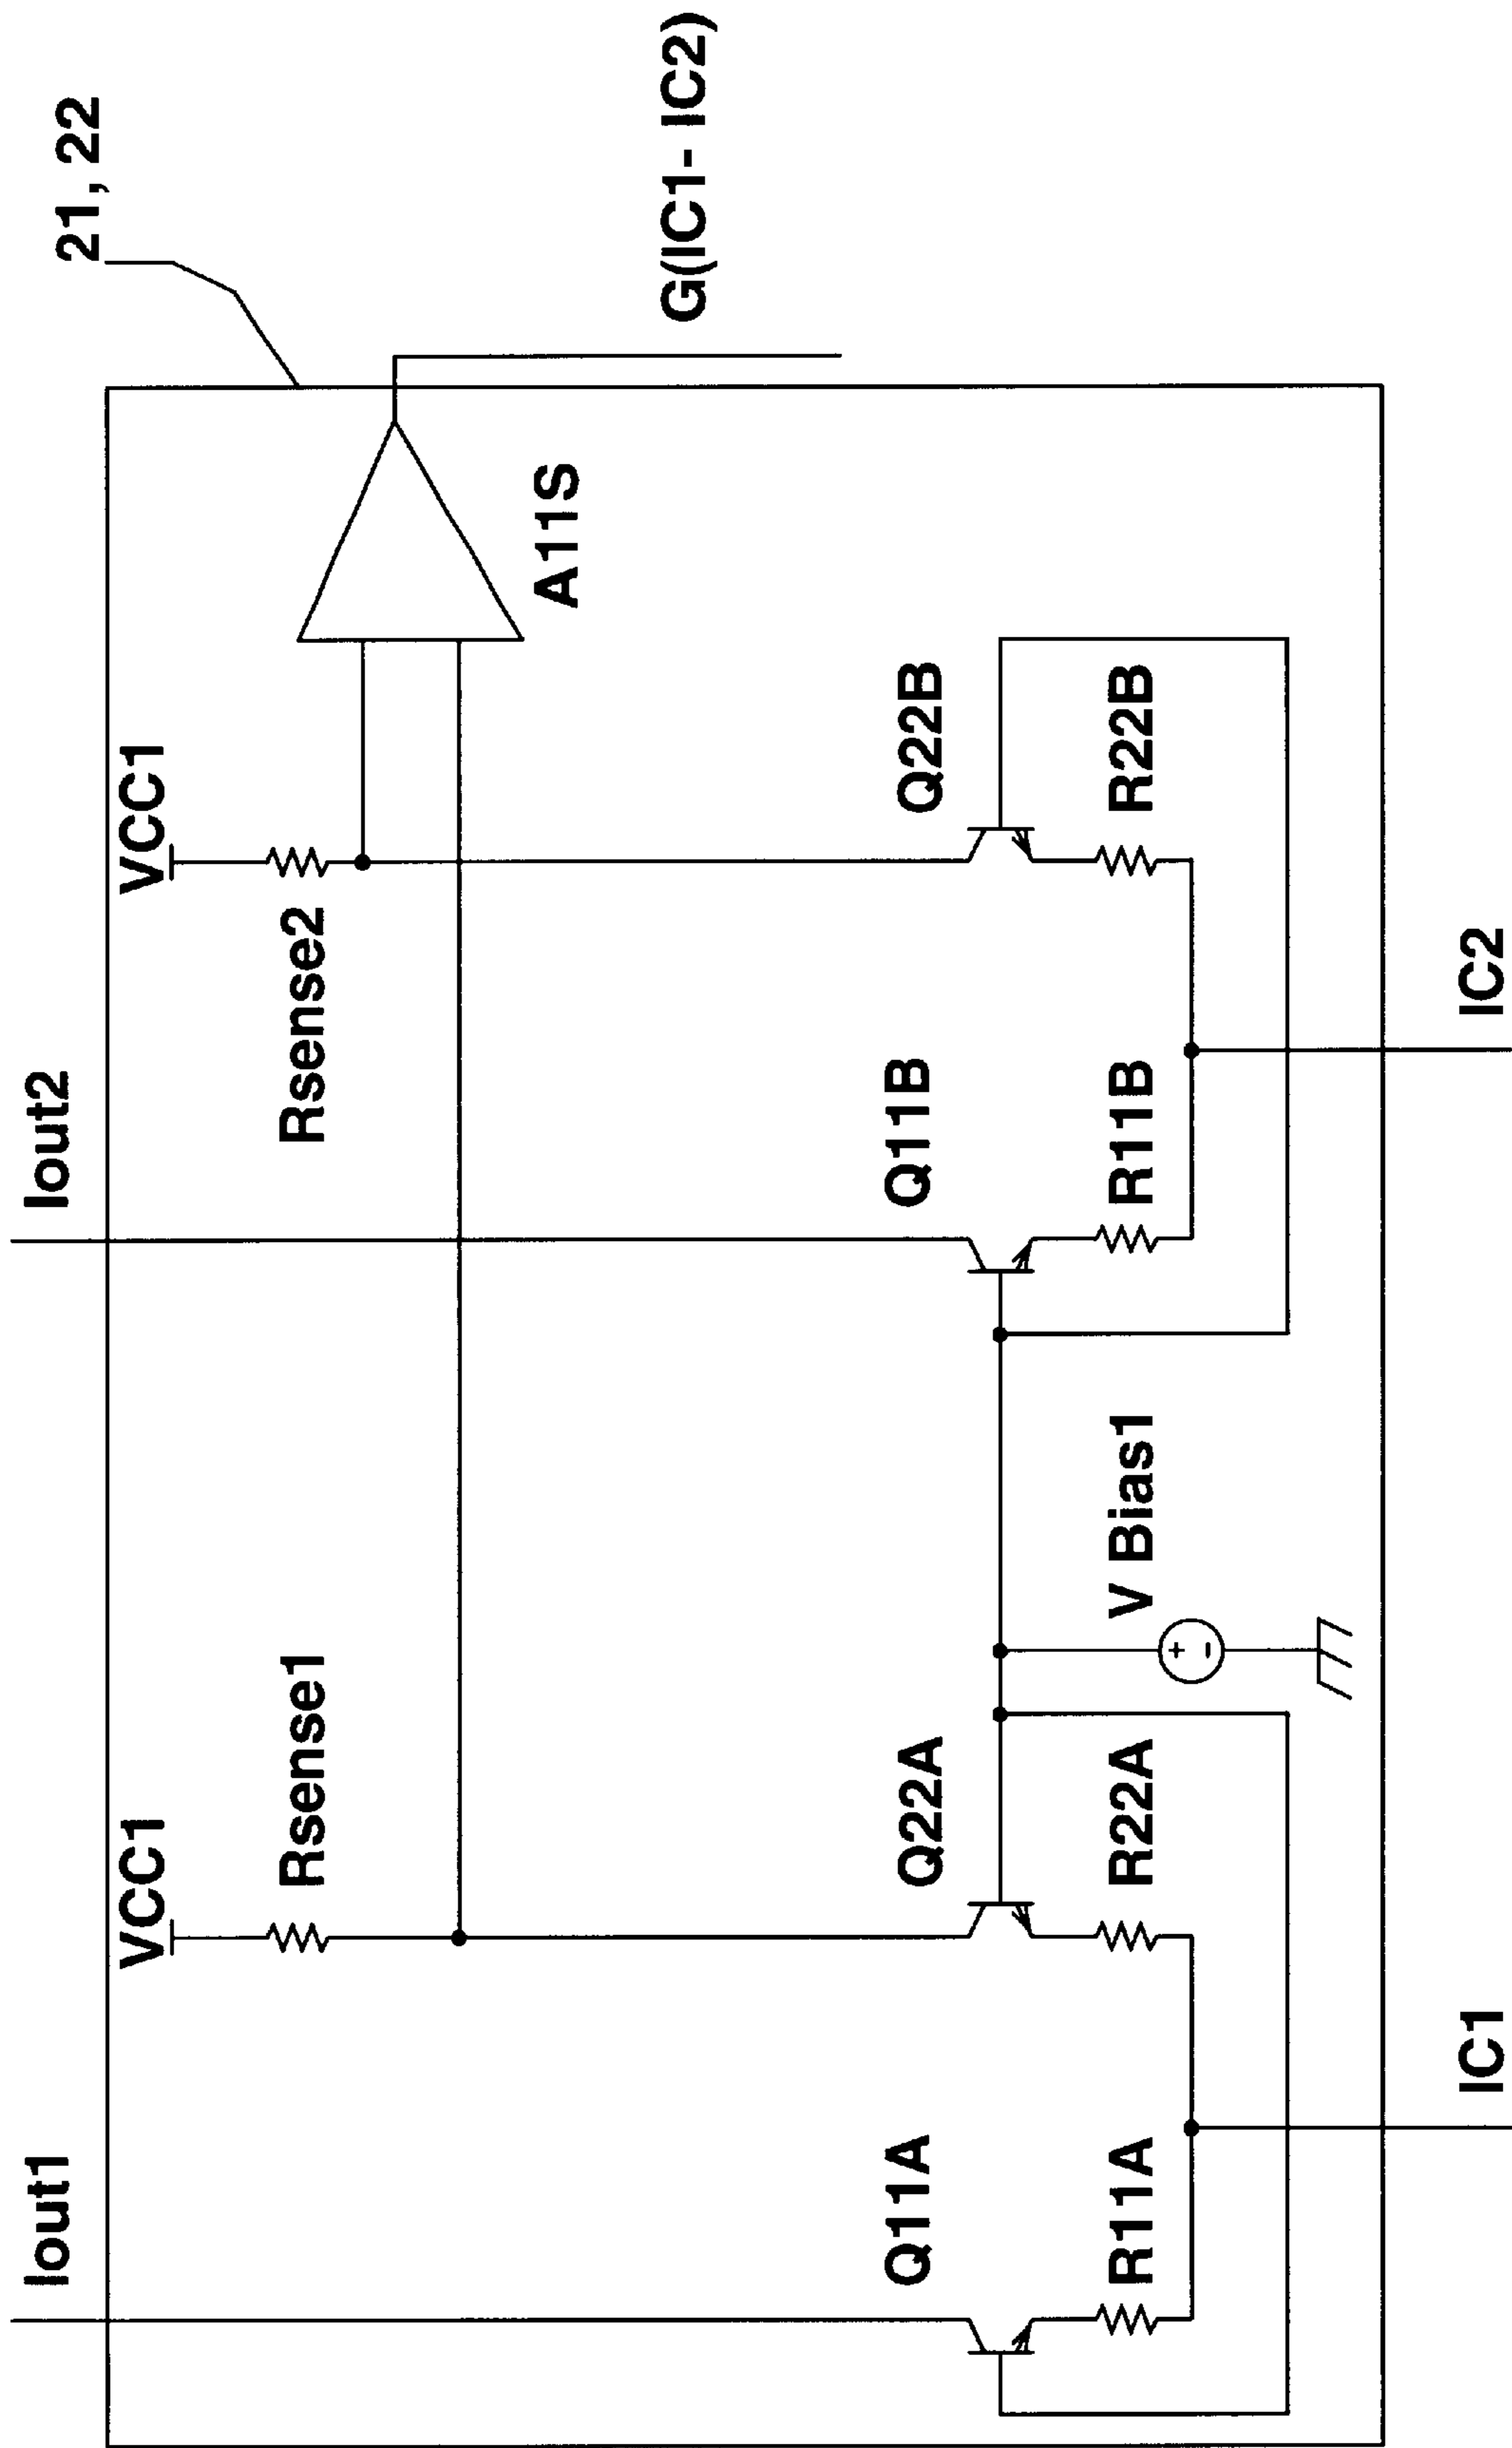 Iout1
Iout2
21, 22
VCC1
VCC1
Rsense1
Rsense2
A11S
G(IC1- IC2)
Q11A
Q22A
Q11B
Q22B
R11A
R22A
V Bias1
R11B
R22B
+
-
IC1
IC2